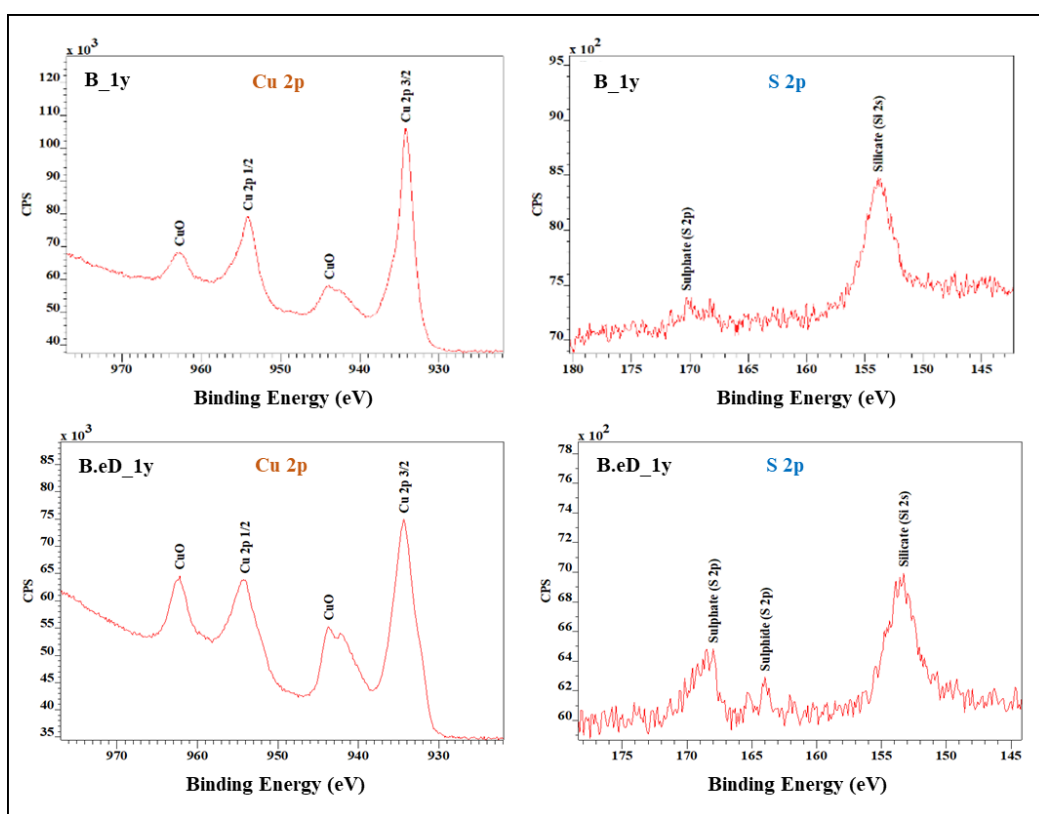 x 10³
B_1y
Cu 2p
120
110
100
90
80
70
60
50
40
CPS
CuO
Cu 2p 1/2
CuO
Cu 2p 3/2
970 960 950 940 930
Binding Energy (eV)
x 10²
B_1y
S 2p
95
90
85
80
75
70
CPS
Sulphate (S 2p)
Silicate (Si 2s)
180 175 170 165 160 155 150 145
Binding Energy (eV)
x 10³
B.eD_1y
Cu 2p
85
80
75
70
65
60
55
50
45
40
35
CPS
CuO
Cu 2p 1/2
CuO
Cu 2p 3/2
970 960 950 940 930
Binding Energy (eV)
x 10²
B.eD_1y
S 2p
78
76
74
72
70
68
66
64
62
60
CPS
Sulphate (S 2p)
Sulphide (S 2p)
Silicate (Si 2s)
175 170 165 160 155 150 145
Binding Energy (eV)